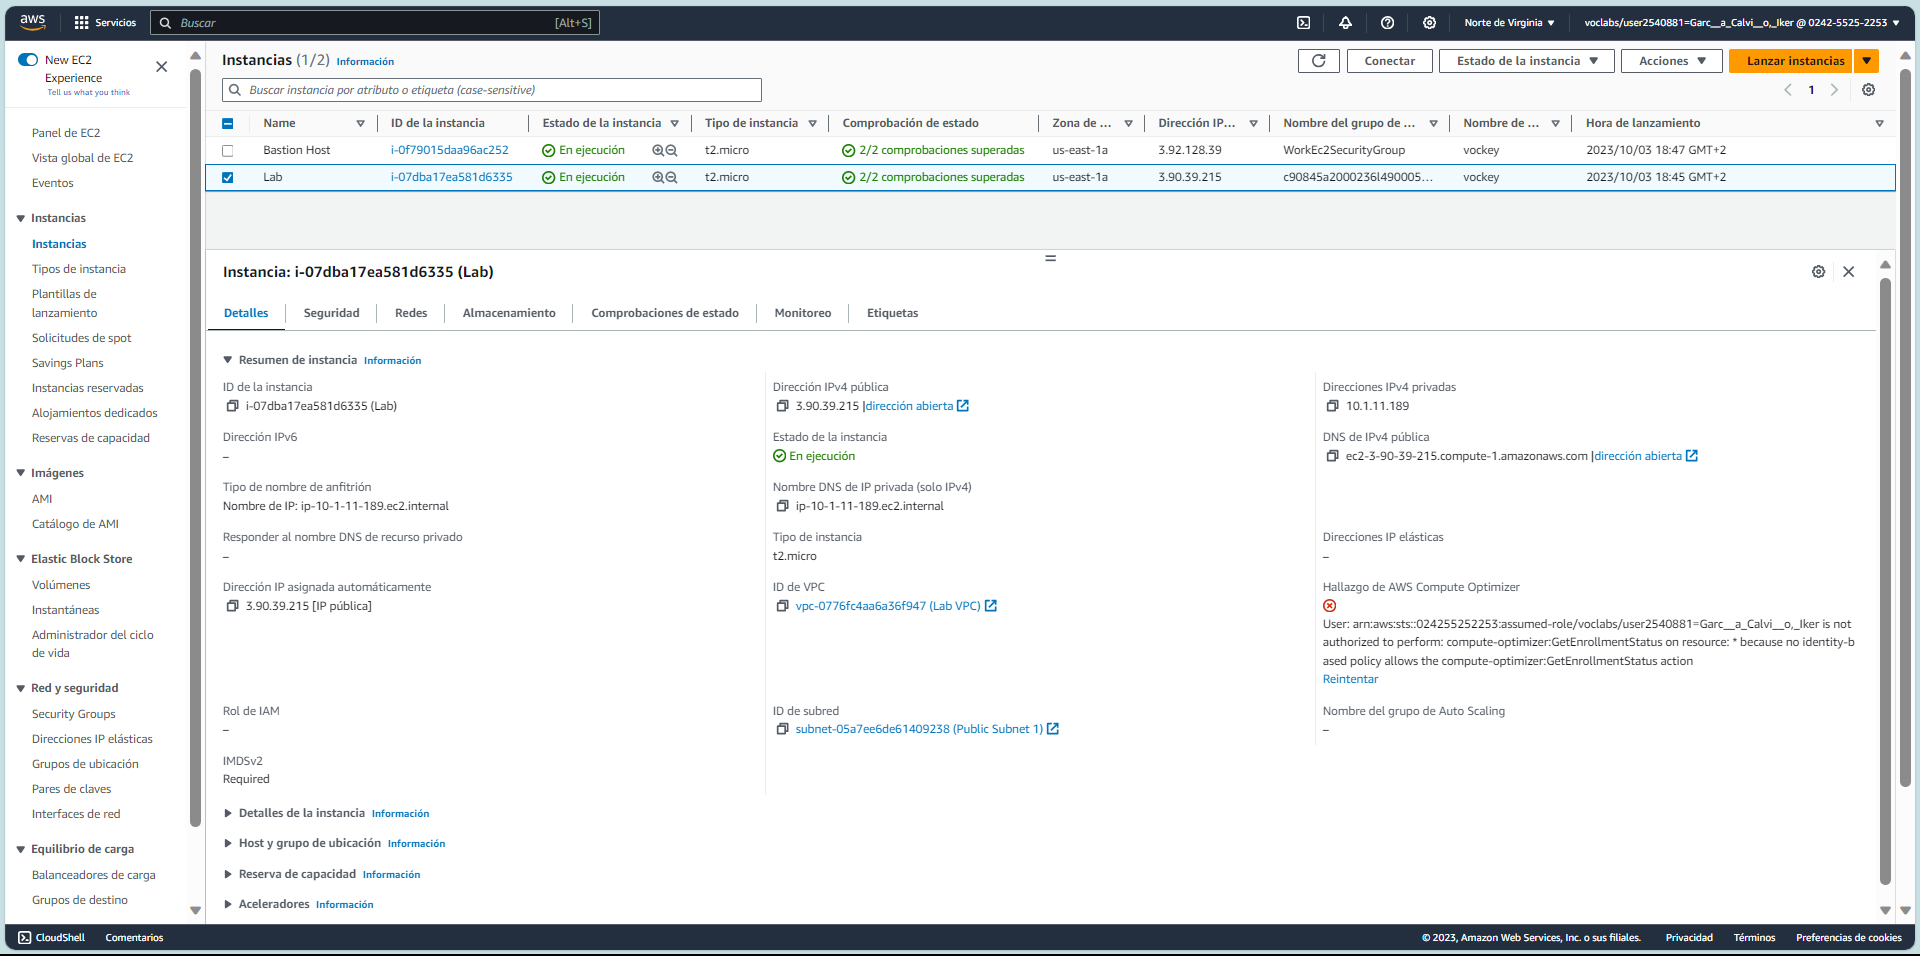 aws
Servicios
Buscar
[Alt+S]
Norte de Virginia
voclabs/user2540881=Garc__a_Calvi__o,_Iker @ 0242-5525-2253
New EC2
Experience
Tell us what you think
Panel de EC2
Vista global de EC2
Eventos
Instancias
Instancias
Tipos de instancia
Plantillas de
lanzamiento
Solicitudes de spot
Savings Plans
Instancias reservadas
Alojamientos dedicados
Reservas de capacidad
Imágenes
AMI
Catálogo de AMI
Elastic Block Store
Volúmenes
Instantáneas
Administrador del ciclo
de vida
Red y seguridad
Security Groups
Direcciones IP elásticas
Grupos de ubicación
Pares de claves
Interfaces de red
Equilibrio de carga
Balanceadores de carga
Grupos de destino
Instancias (1/2) Información
Conectar
Estado de la instancia
Acciones
Lanzar instancias
Buscar instancia por atributo o etiqueta (case-sensitive)
1
Name ID de la instancia Estado de la instancia Tipo de instancia Comprobación de estado Zona de ... Dirección IP... Nombre del grupo de ... Nombre de ... Hora de lanzamiento
Bastion Host i-0f79015daa96ac252 En ejecución t2.micro 2/2 comprobaciones superadas us-east-1a 3.92.128.39 WorkEc2SecurityGroup vockey 2023/10/03 18:47 GMT+2
Lab i-07dba17ea581d6335 En ejecución t2.micro 2/2 comprobaciones superadas us-east-1a 3.90.39.215 c90845a2000236l490005... vockey 2023/10/03 18:45 GMT+2
Instancia: i-07dba17ea581d6335 (Lab)
Detalles Seguridad Redes Almacenamiento Comprobaciones de estado Monitoreo Etiquetas
Resumen de instancia Información
ID de la instancia
i-07dba17ea581d6335 (Lab)
Dirección IPv4 pública
3.90.39.215 |dirección abierta
Direcciones IPv4 privadas
10.1.11.189
Dirección IPv6
–
Estado de la instancia
En ejecución
DNS de IPv4 pública
ec2-3-90-39-215.compute-1.amazonaws.com |dirección abierta
Tipo de nombre de anfitrión
Nombre de IP: ip-10-1-11-189.ec2.internal
Nombre DNS de IP privada (solo IPv4)
ip-10-1-11-189.ec2.internal
Responder al nombre DNS de recurso privado
–
Tipo de instancia
t2.micro
Direcciones IP elásticas
–
Dirección IP asignada automáticamente
3.90.39.215 [IP pública]
ID de VPC
vpc-0776fc4aa6a36f947 (Lab VPC)
Hallazgo de AWS Compute Optimizer
User: arn:aws:sts::024255252253:assumed-role/voclabs/user2540881=Garc__a_Calvi__o,_Iker is not
authorized to perform: compute-optimizer:GetEnrollmentStatus on resource: * because no identity-b
ased policy allows the compute-optimizer:GetEnrollmentStatus action
Reintentar
Rol de IAM
–
ID de subred
subnet-05a7ee6de61409238 (Public Subnet 1)
Nombre del grupo de Auto Scaling
–
IMDSv2
Required
Detalles de la instancia Información
Host y grupo de ubicación Información
Reserva de capacidad Información
Aceleradores Información
CloudShell Comentarios
© 2023, Amazon Web Services, Inc. o sus filiales. Privacidad Términos Preferencias de cookies